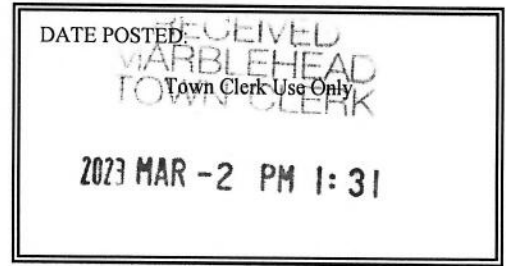 DATE POSTED:
RECEIVED
MARBLEHEAD
Town Clerk Use Only
TOWN CLERK
2023 MAR -2 PM 1:31